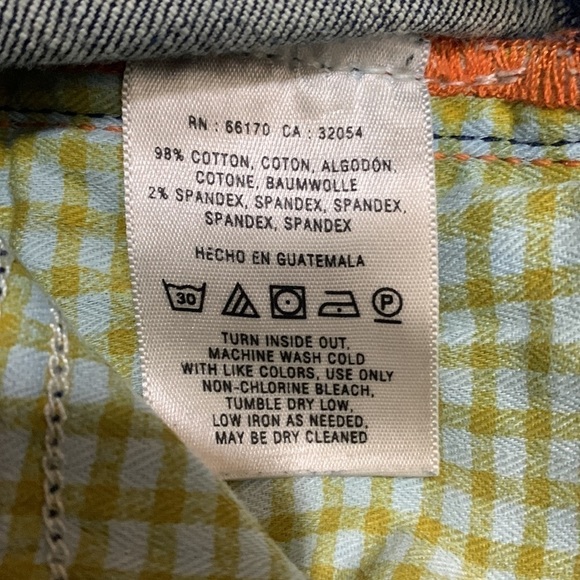 RN : 66170 CA : 32054
98% COTTON, COTON, ALGODÓN,
COTONE, BAUMWOLLE
2% SPANDEX, SPANDEX, SPANDEX,
SPANDEX, SPANDEX
HECHO EN GUATEMALA
30 P
TURN INSIDE OUT,
MACHINE WASH COLD
WITH LIKE COLORS, USE ONLY
NON-CHLORINE BLEACH,
TUMBLE DRY LOW,
LOW IRON AS NEEDED,
MAY BE DRY CLEANED